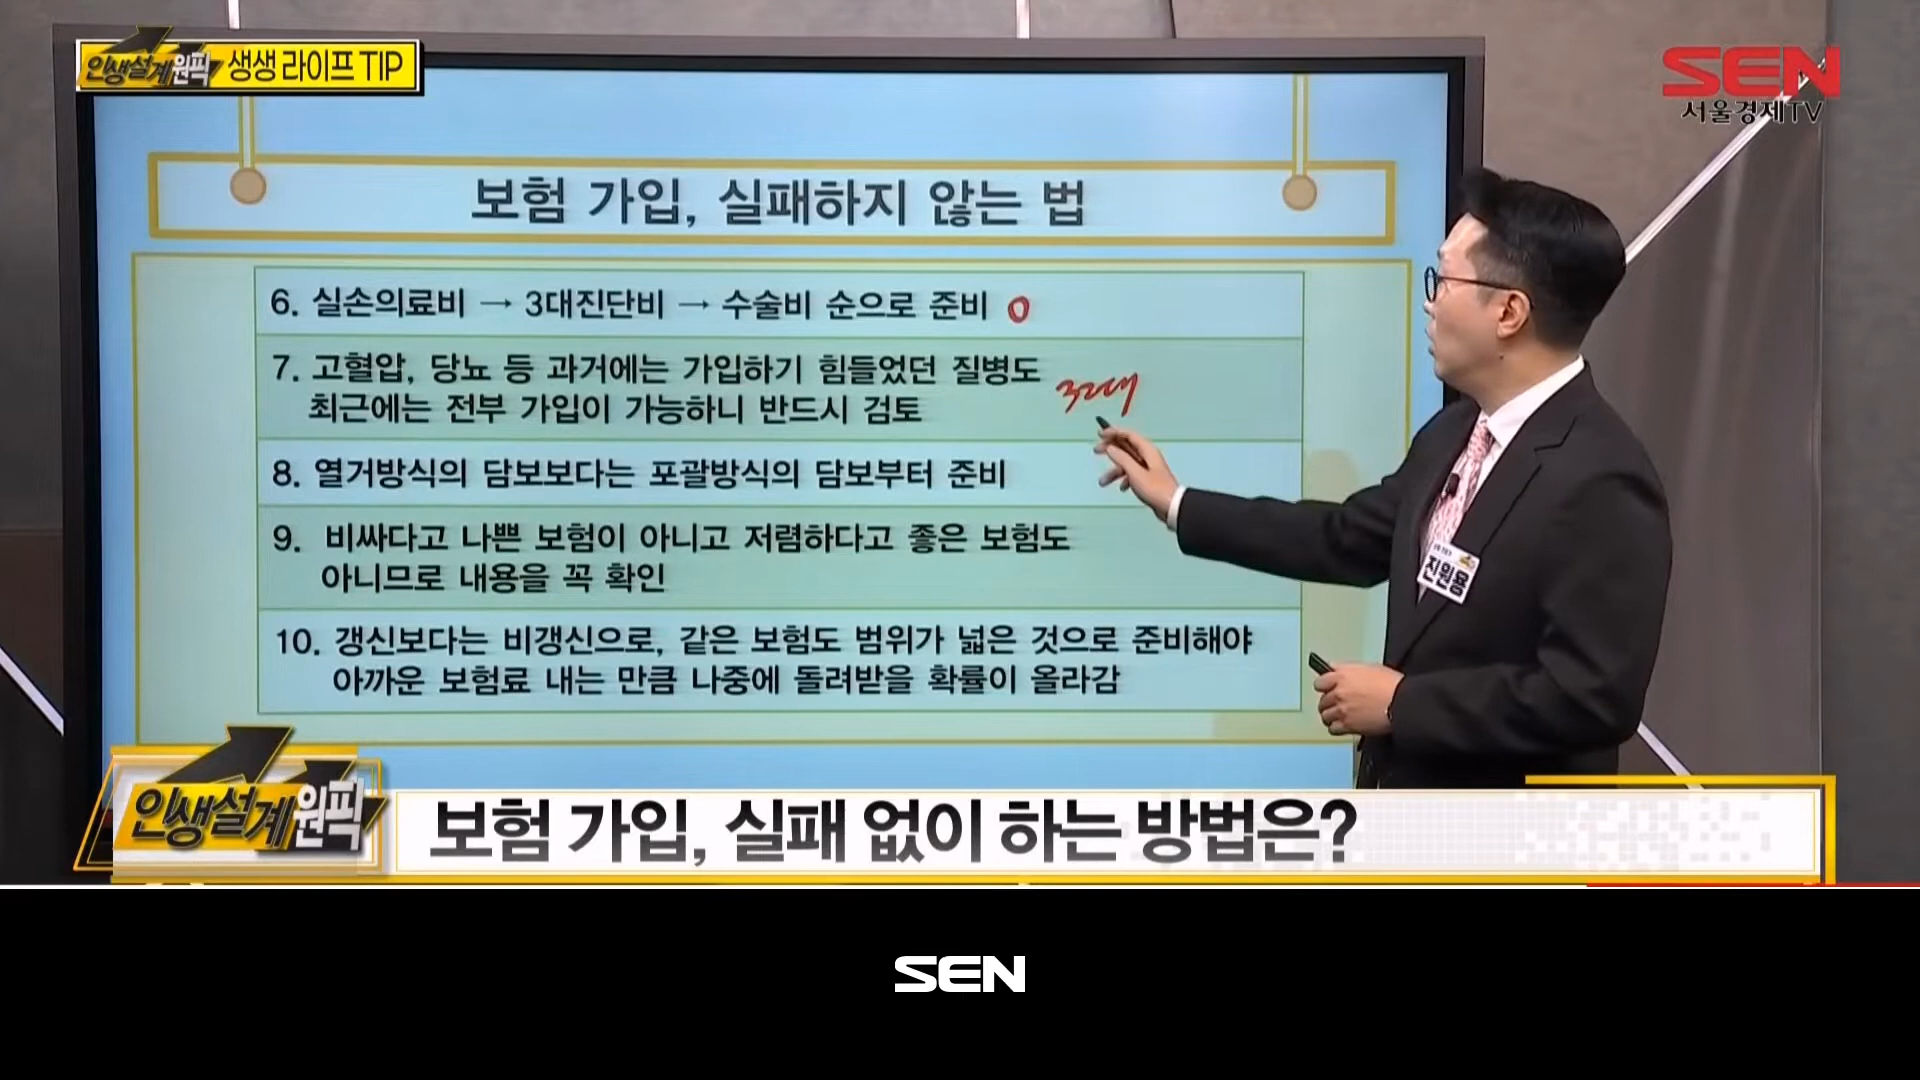 인생설계원픽 생생 라이프 TIP
SEN
서울경제TV
보험 가입, 실패하지 않는 법
6. 실손의료비 → 3대진단비 → 수술비 순으로 준비 O
7. 고혈압, 당뇨 등 과거에는 가입하기 힘들었던 질병도
최근에는 전부 가입이 가능하니 반드시 검토
3대
8. 열거방식의 담보보다는 포괄방식의 담보부터 준비
9. 비싸다고 나쁜 보험이 아니고 저렴하다고 좋은 보험도
아니므로 내용을 꼭 확인
10. 갱신보다는 비갱신으로, 같은 보험도 범위가 넓은 것으로 준비해야
아까운 보험료 내는 만큼 나중에 돌려받을 확률이 올라감
진원용
인생설계원픽
보험 가입, 실패 없이 하는 방법은?
SEN